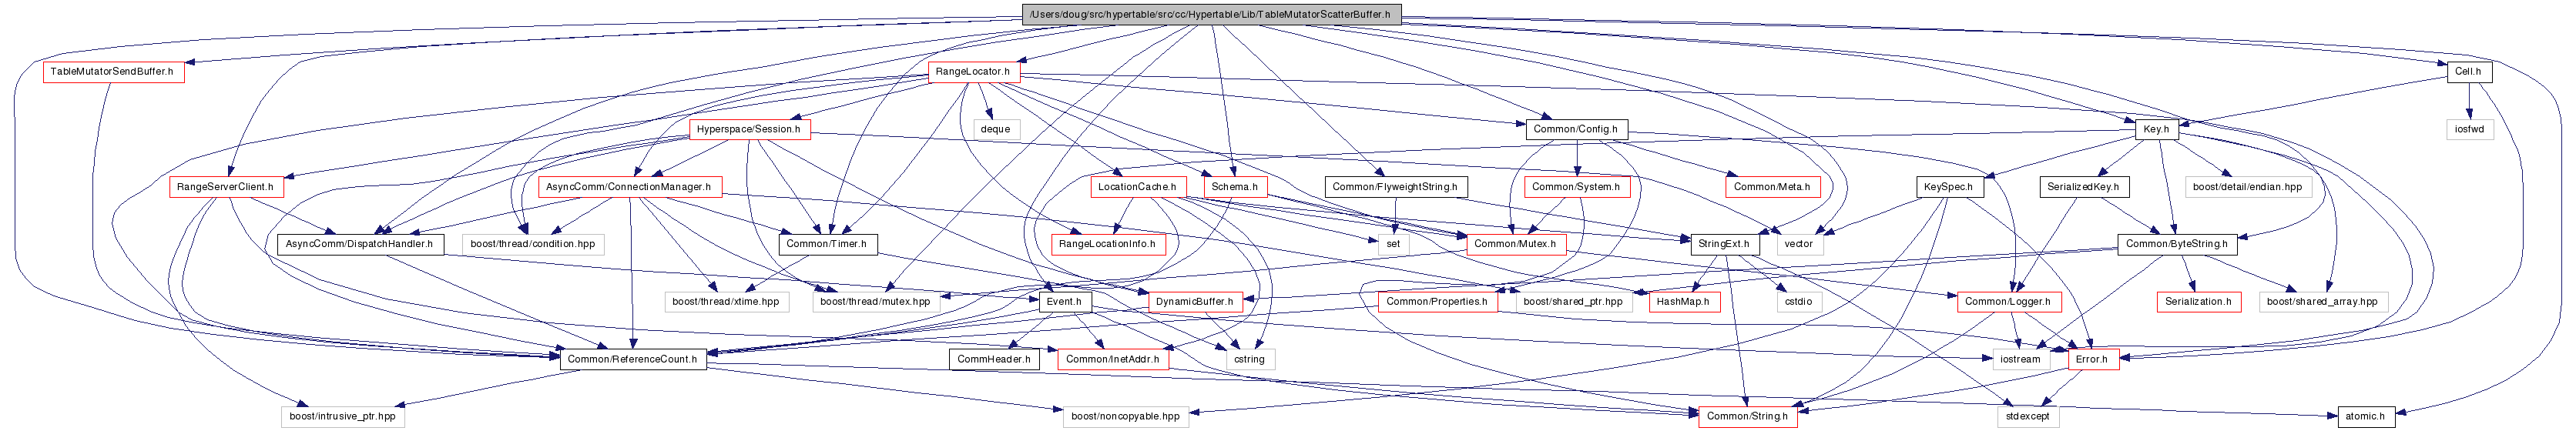 /Users/doug/src/hypertable/src/cc/Hypertable/Lib/TableMutatorScatterBuffer.h
TableMutatorSendBuffer.h
RangeLocator.h
Cell.h
Hyperspace/Session.h
deque
Common/Config.h
Key.h
iosfwd
RangeServerClient.h
AsyncComm/ConnectionManager.h
LocationCache.h
Schema.h
Common/FlyweightString.h
Common/System.h
Common/Meta.h
KeySpec.h
SerializedKey.h
boost/detail/endian.hpp
AsyncComm/DispatchHandler.h
boost/thread/condition.hpp
Common/Timer.h
RangeLocationInfo.h
set
Common/Mutex.h
StringExt.h
vector
Common/ByteString.h
boost/thread/xtime.hpp
boost/thread/mutex.hpp
Event.h
DynamicBuffer.h
Common/Properties.h
boost/shared_ptr.hpp
HashMap.h
cstdio
Common/Logger.h
Serialization.h
boost/shared_array.hpp
Common/ReferenceCount.h
CommHeader.h
Common/InetAddr.h
cstring
iostream
Error.h
boost/intrusive_ptr.hpp
boost/noncopyable.hpp
Common/String.h
stdexcept
atomic.h